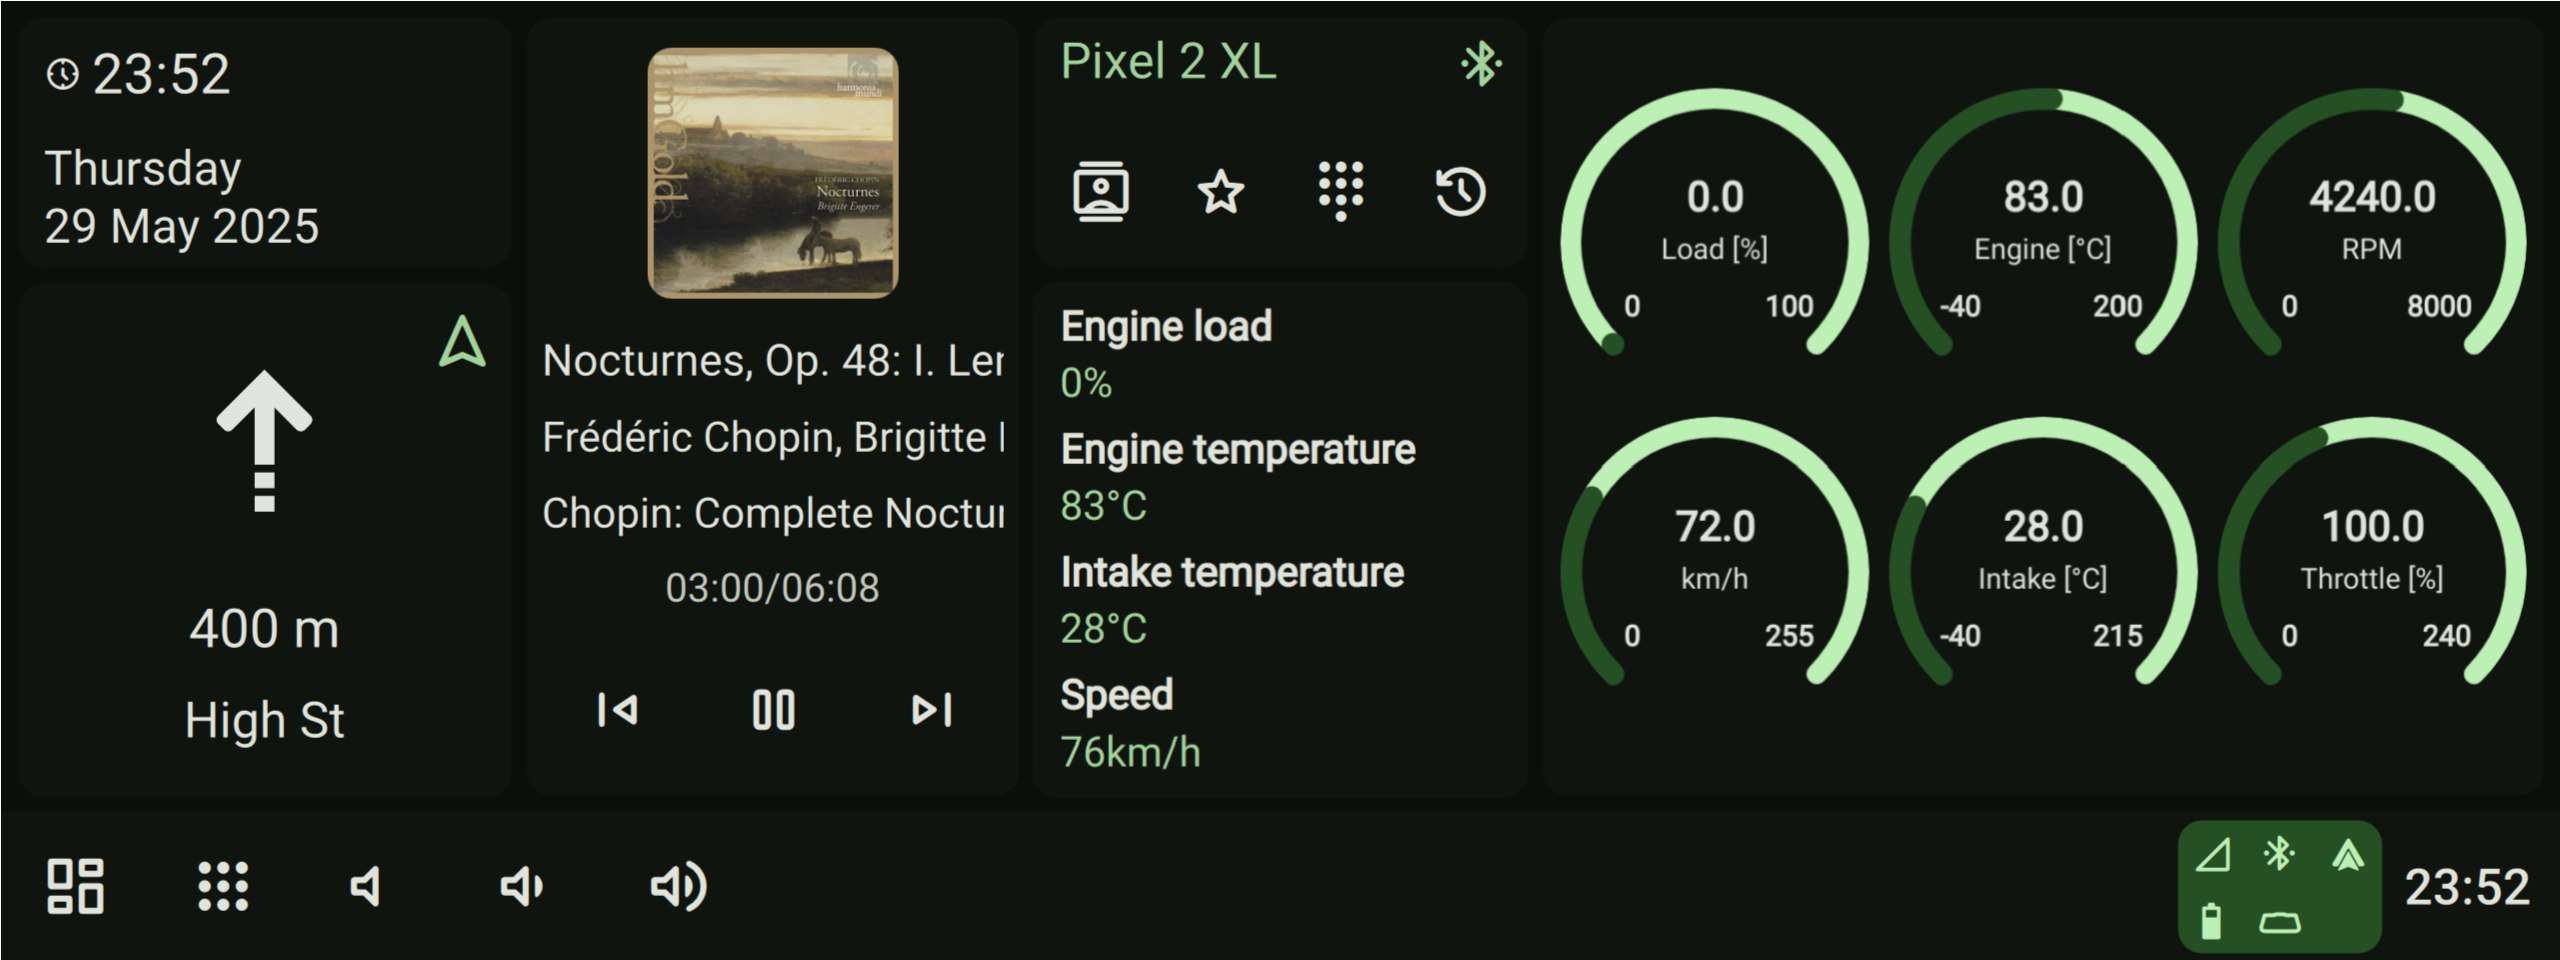 23:52
Thursday
29 May 2025
400 m
High St
harmonia
mundi
FRÉDÉRIC CHOPIN
Nocturnes
Brigitte Engerer
Nocturnes, Op. 48: I. Ler
Frédéric Chopin, Brigitte
Chopin: Complete Noctur
03:00/06:08
Pixel 2 XL
Engine load
0%
Engine temperature
83°C
Intake temperature
28°C
Speed
76km/h
0.0
Load [%]
0 100
83.0
Engine [°C]
-40 200
4240.0
RPM
0 8000
72.0
km/h
0 255
28.0
Intake [°C]
-40 215
100.0
Throttle [%]
0 240
23:52